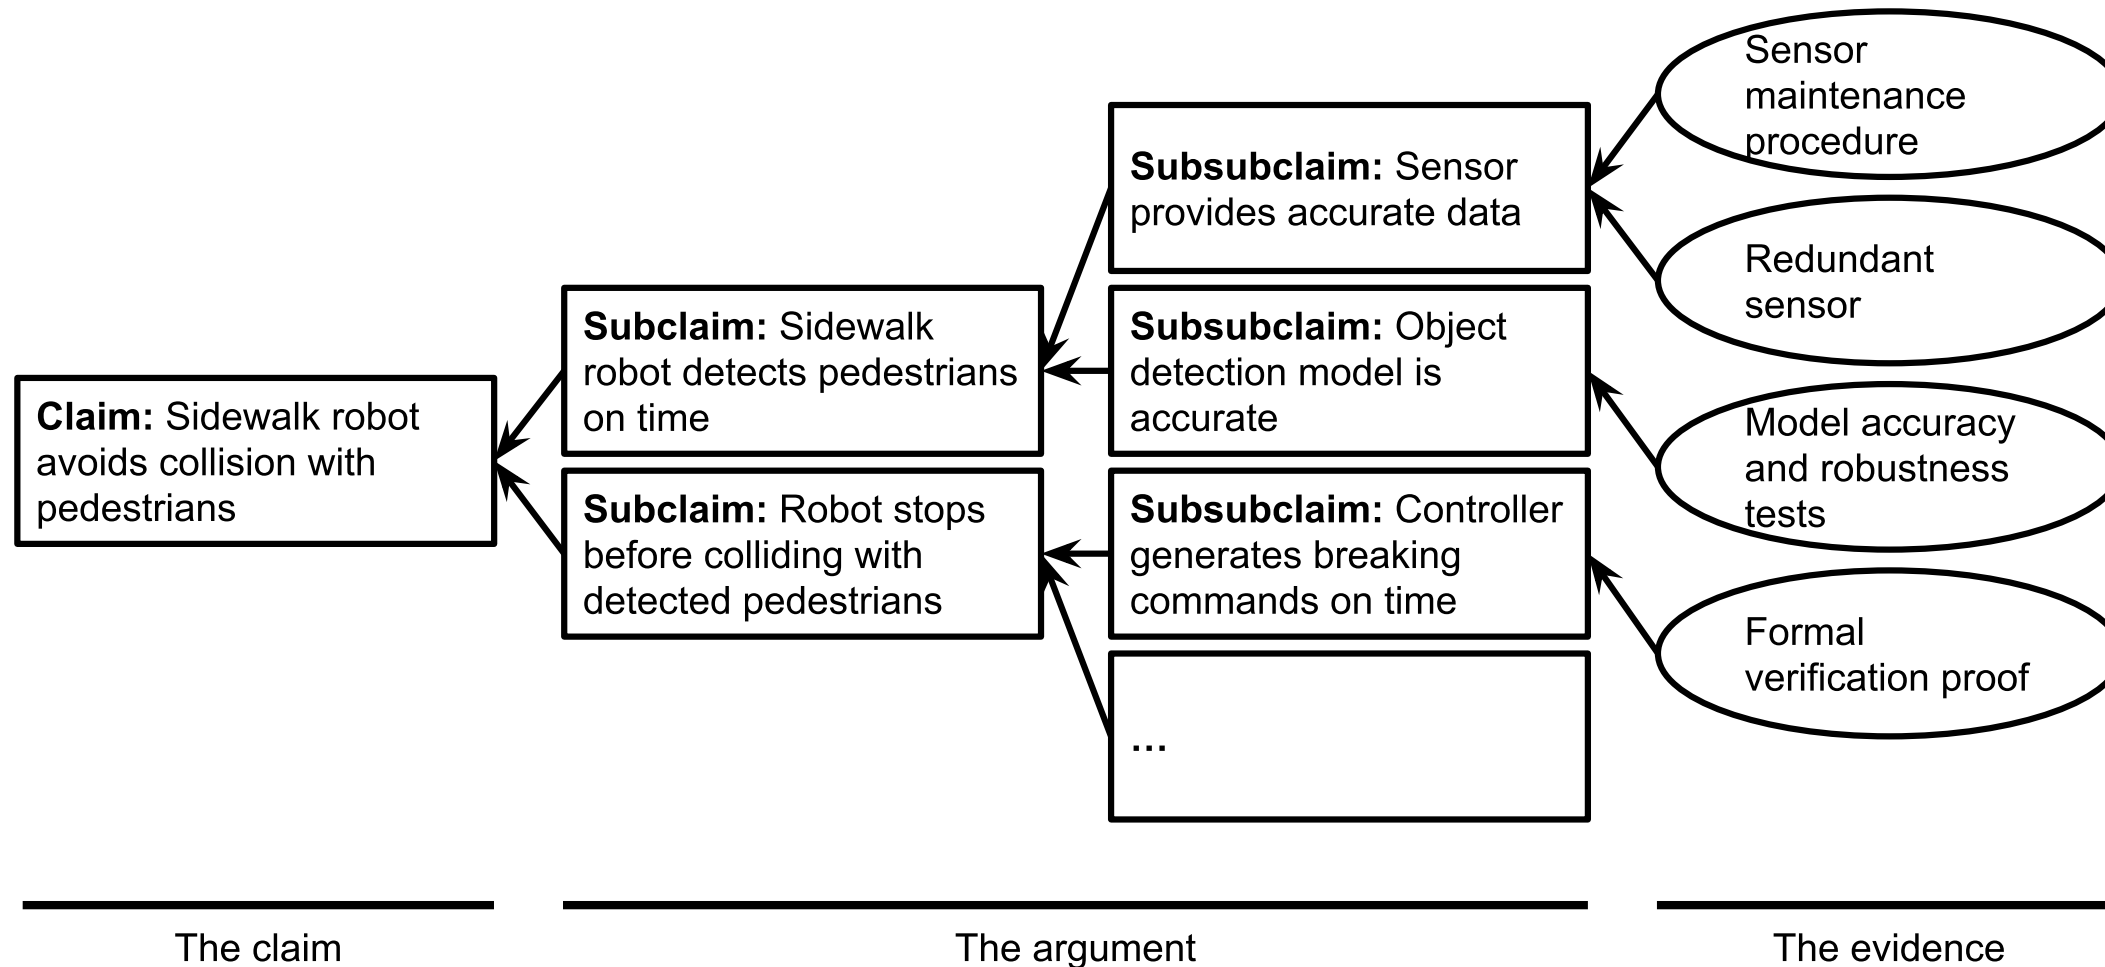 Claim: Sidewalk robot
avoids collision with
pedestrians
Subclaim: Sidewalk
robot detects pedestrians
on time
Subclaim: Robot stops
before colliding with
detected pedestrians
Subsubclaim: Sensor
provides accurate data
Subsubclaim: Object
detection model is
accurate
Subsubclaim: Controller
generates breaking
commands on time
...
Sensor
maintenance
procedure
Redundant
sensor
Model accuracy
and robustness
tests
Formal
verification proof
The claim
The argument
The evidence